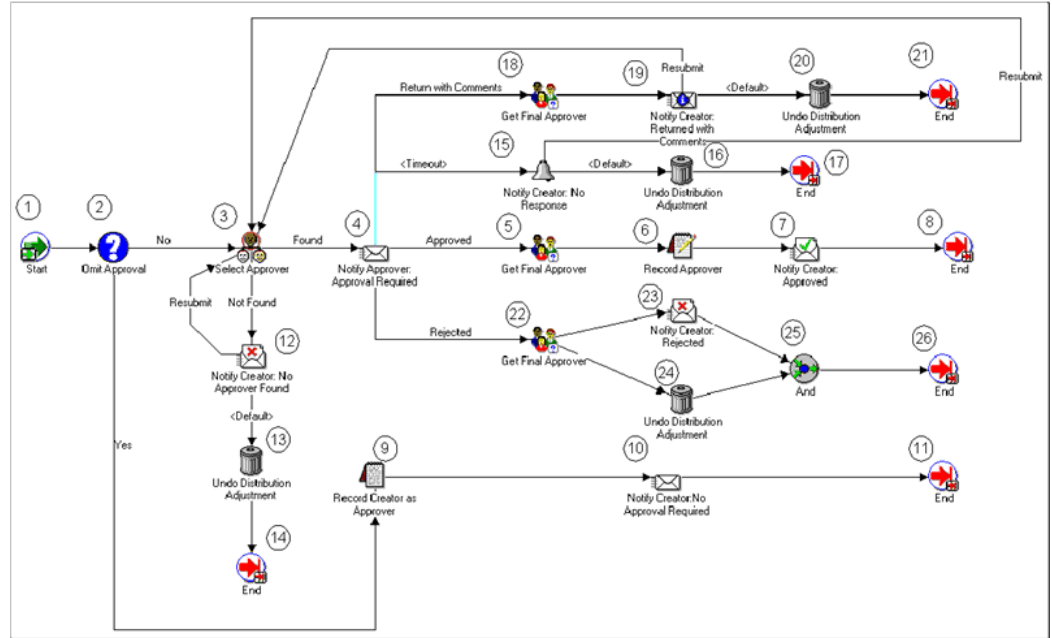 18
19
Resubmit
20
21
Resubmit
Return with Comments
<Default>
Get Final Approver
Notify Creator:
Returned with
Comments
Undo Distribution
Adjustment
End
15
16
17
<Timeout>
<Default>
Notify Creator: No
Response
Undo Distribution
Adjustment
End
1
2
3
4
5
6
7
8
No
Found
Approved
Start
Omit Approval
Select Approver
Notify Approver:
Approval Required
Get Final Approver
Record Approver
Notify Creator:
Approved
End
Resubmit
Not Found
12
Notify Creator: No
Approver Found
<Default>
13
Undo Distribution
Adjustment
14
End
Rejected
22
Get Final Approver
23
Notify Creator:
Rejected
24
Undo Distribution
Adjustment
25
And
26
End
Yes
9
Record Creator as
Approver
10
Notify Creator:No
Approval Required
11
End